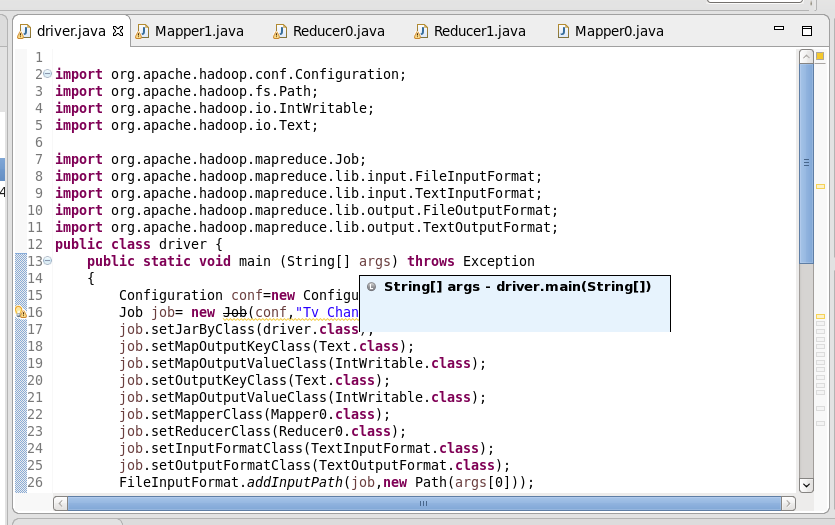 driver.java Mapper1.java Reducer0.java Reducer1.java Mapper0.java
1
2 import org.apache.hadoop.conf.Configuration;
3 import org.apache.hadoop.fs.Path;
4 import org.apache.hadoop.io.IntWritable;
5 import org.apache.hadoop.io.Text;
6
7 import org.apache.hadoop.mapreduce.Job;
8 import org.apache.hadoop.mapreduce.lib.input.FileInputFormat;
9 import org.apache.hadoop.mapreduce.lib.input.TextInputFormat;
10 import org.apache.hadoop.mapreduce.lib.output.FileOutputFormat;
11 import org.apache.hadoop.mapreduce.lib.output.TextOutputFormat;
12 public class driver {
13 public static void main (String[] args) throws Exception
14 {
String[] args - driver.main(String[])
15 Configuration conf=new Configu
16 Job job= new Job(conf,"Tv Chan
17 job.setJarByClass(driver.class);
18 job.setMapOutputKeyClass(Text.class);
19 job.setMapOutputValueClass(IntWritable.class);
20 job.setOutputKeyClass(Text.class);
21 job.setMapOutputValueClass(IntWritable.class);
22 job.setMapperClass(Mapper0.class);
23 job.setReducerClass(Reducer0.class);
24 job.setInputFormatClass(TextInputFormat.class);
25 job.setOutputFormatClass(TextOutputFormat.class);
26 FileInputFormat.addInputPath(job,new Path(args[0]));